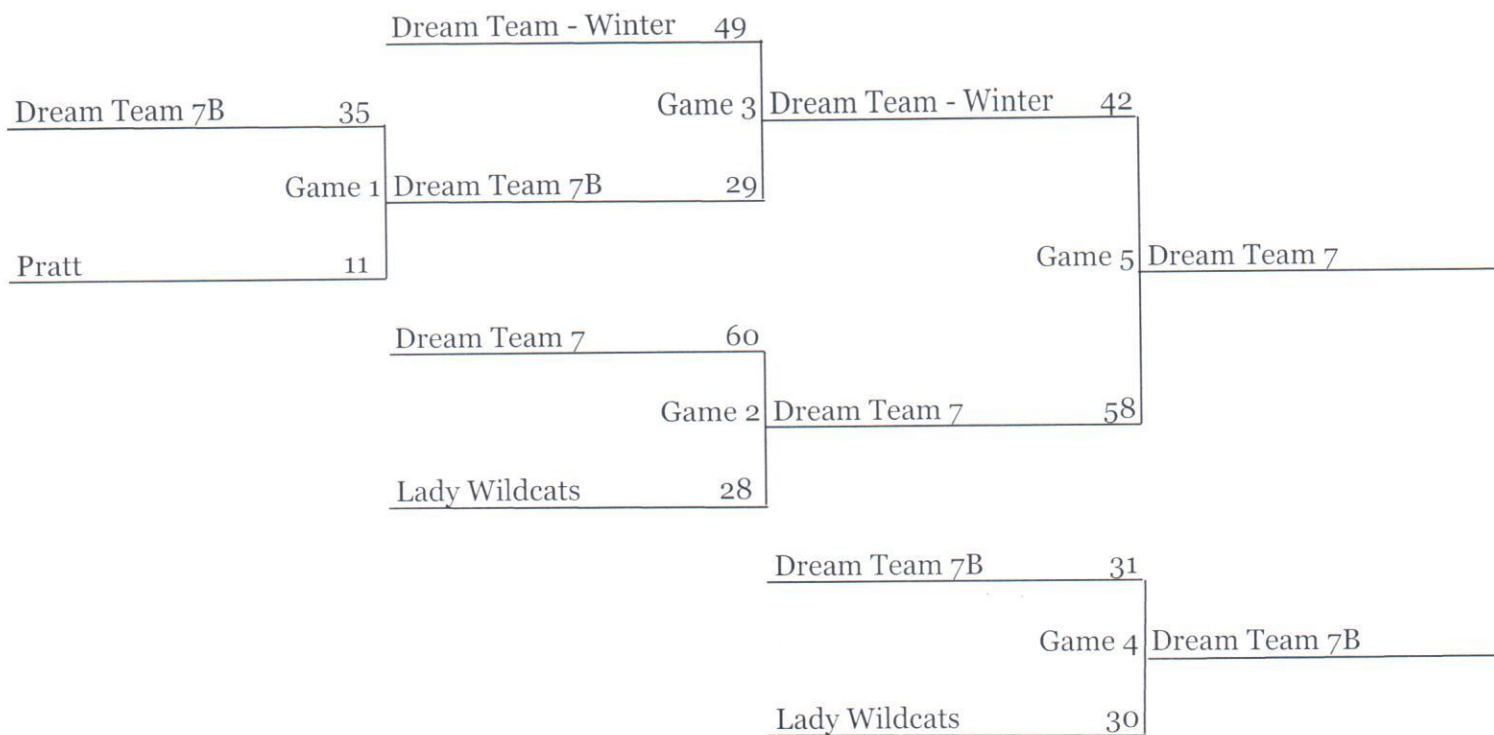 Dream Team - Winter 49
Dream Team 7B 35
Game 3 Dream Team - Winter 42
Game 1 Dream Team 7B 29
Pratt 11
Game 5 Dream Team 7
Dream Team 7 60
Game 2 Dream Team 7 58
Lady Wildcats 28
Dream Team 7B 31
Game 4 Dream Team 7B
Lady Wildcats 30